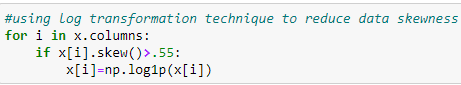 #using Log transformation technique to reduce data skewness
for i in x.columns:
    if x[i].skew()>.55:
        x[i]=np.log1p(x[i])